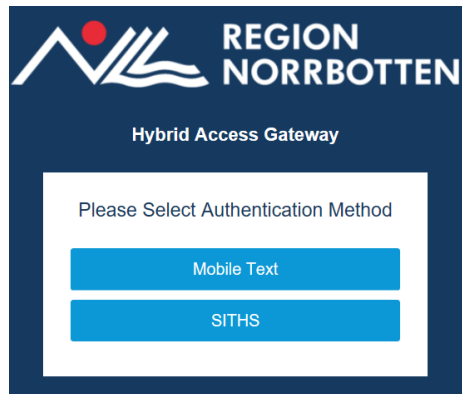 REGION
NORRBOTTEN
Hybrid Access Gateway
Please Select Authentication Method
Mobile Text
SITHS